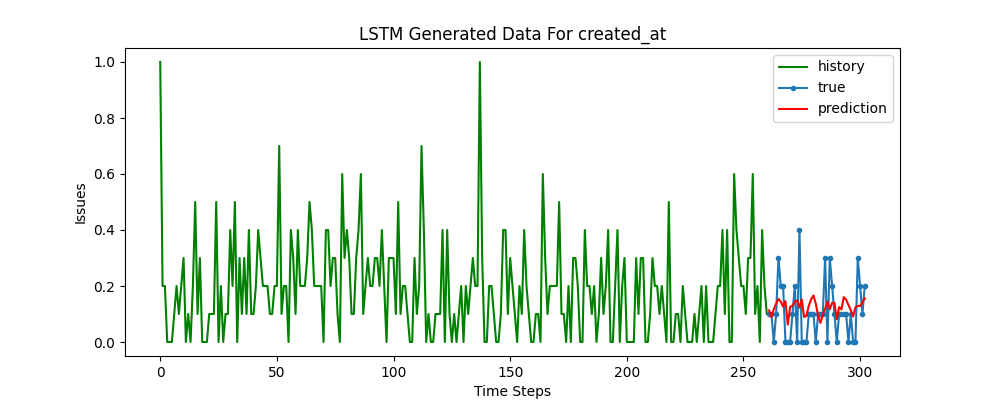 LSTM Generated Data For created_at
history
true
prediction
1.0
0.8
0.6
0.4
0.2
0.0
Issues
0
50
100
150
200
250
300
Time Steps